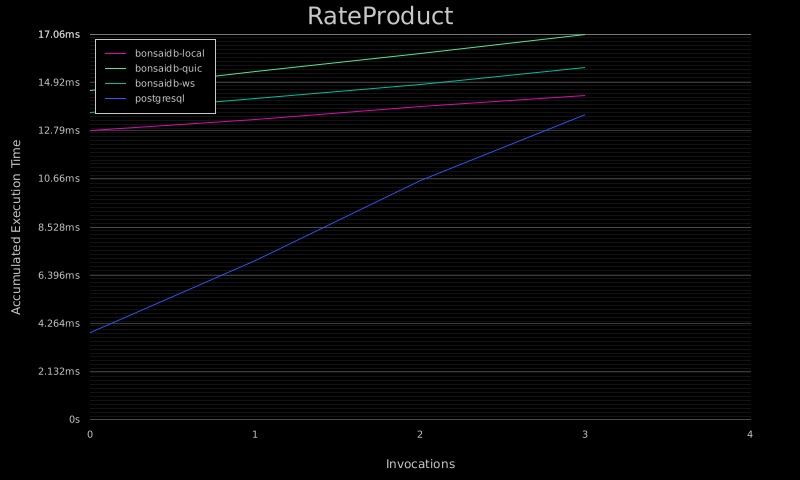 RateProduct
17.06ms
bonsaidb-local
bonsaidb-quic
bonsaidb-ws
postgresql
14.92ms
12.79ms
10.66ms
8.528ms
6.396ms
4.264ms
2.132ms
0s
Accumulated Execution Time
0 1 2 3 4
Invocations